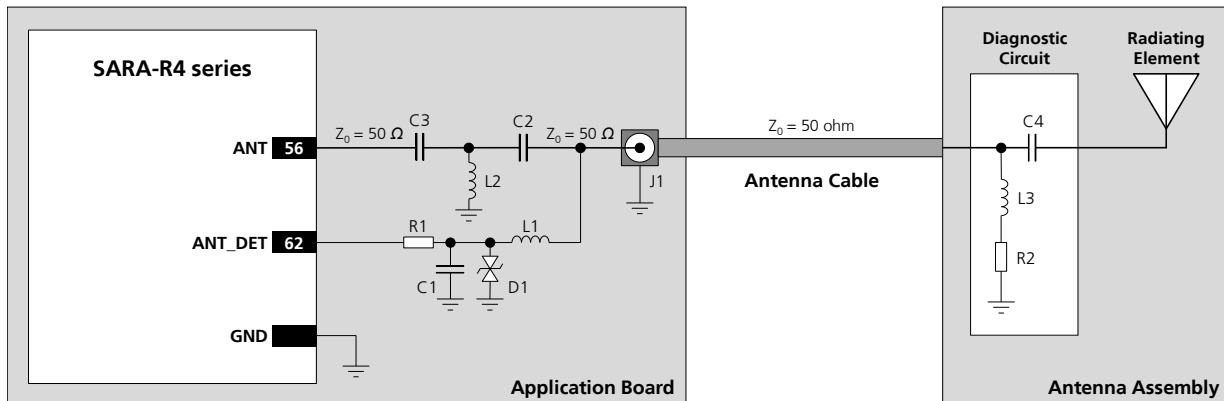 SARA-R4 series
ANT 56
Z₀ = 50 Ω
C3
C2
Z₀ = 50 Ω
L2
J1
ANT_DET 62
R1
L1
C1
D1
GND
Application Board
Z₀ = 50 ohm
Antenna Cable
Diagnostic
Circuit
Radiating
Element
C4
L3
R2
Antenna Assembly